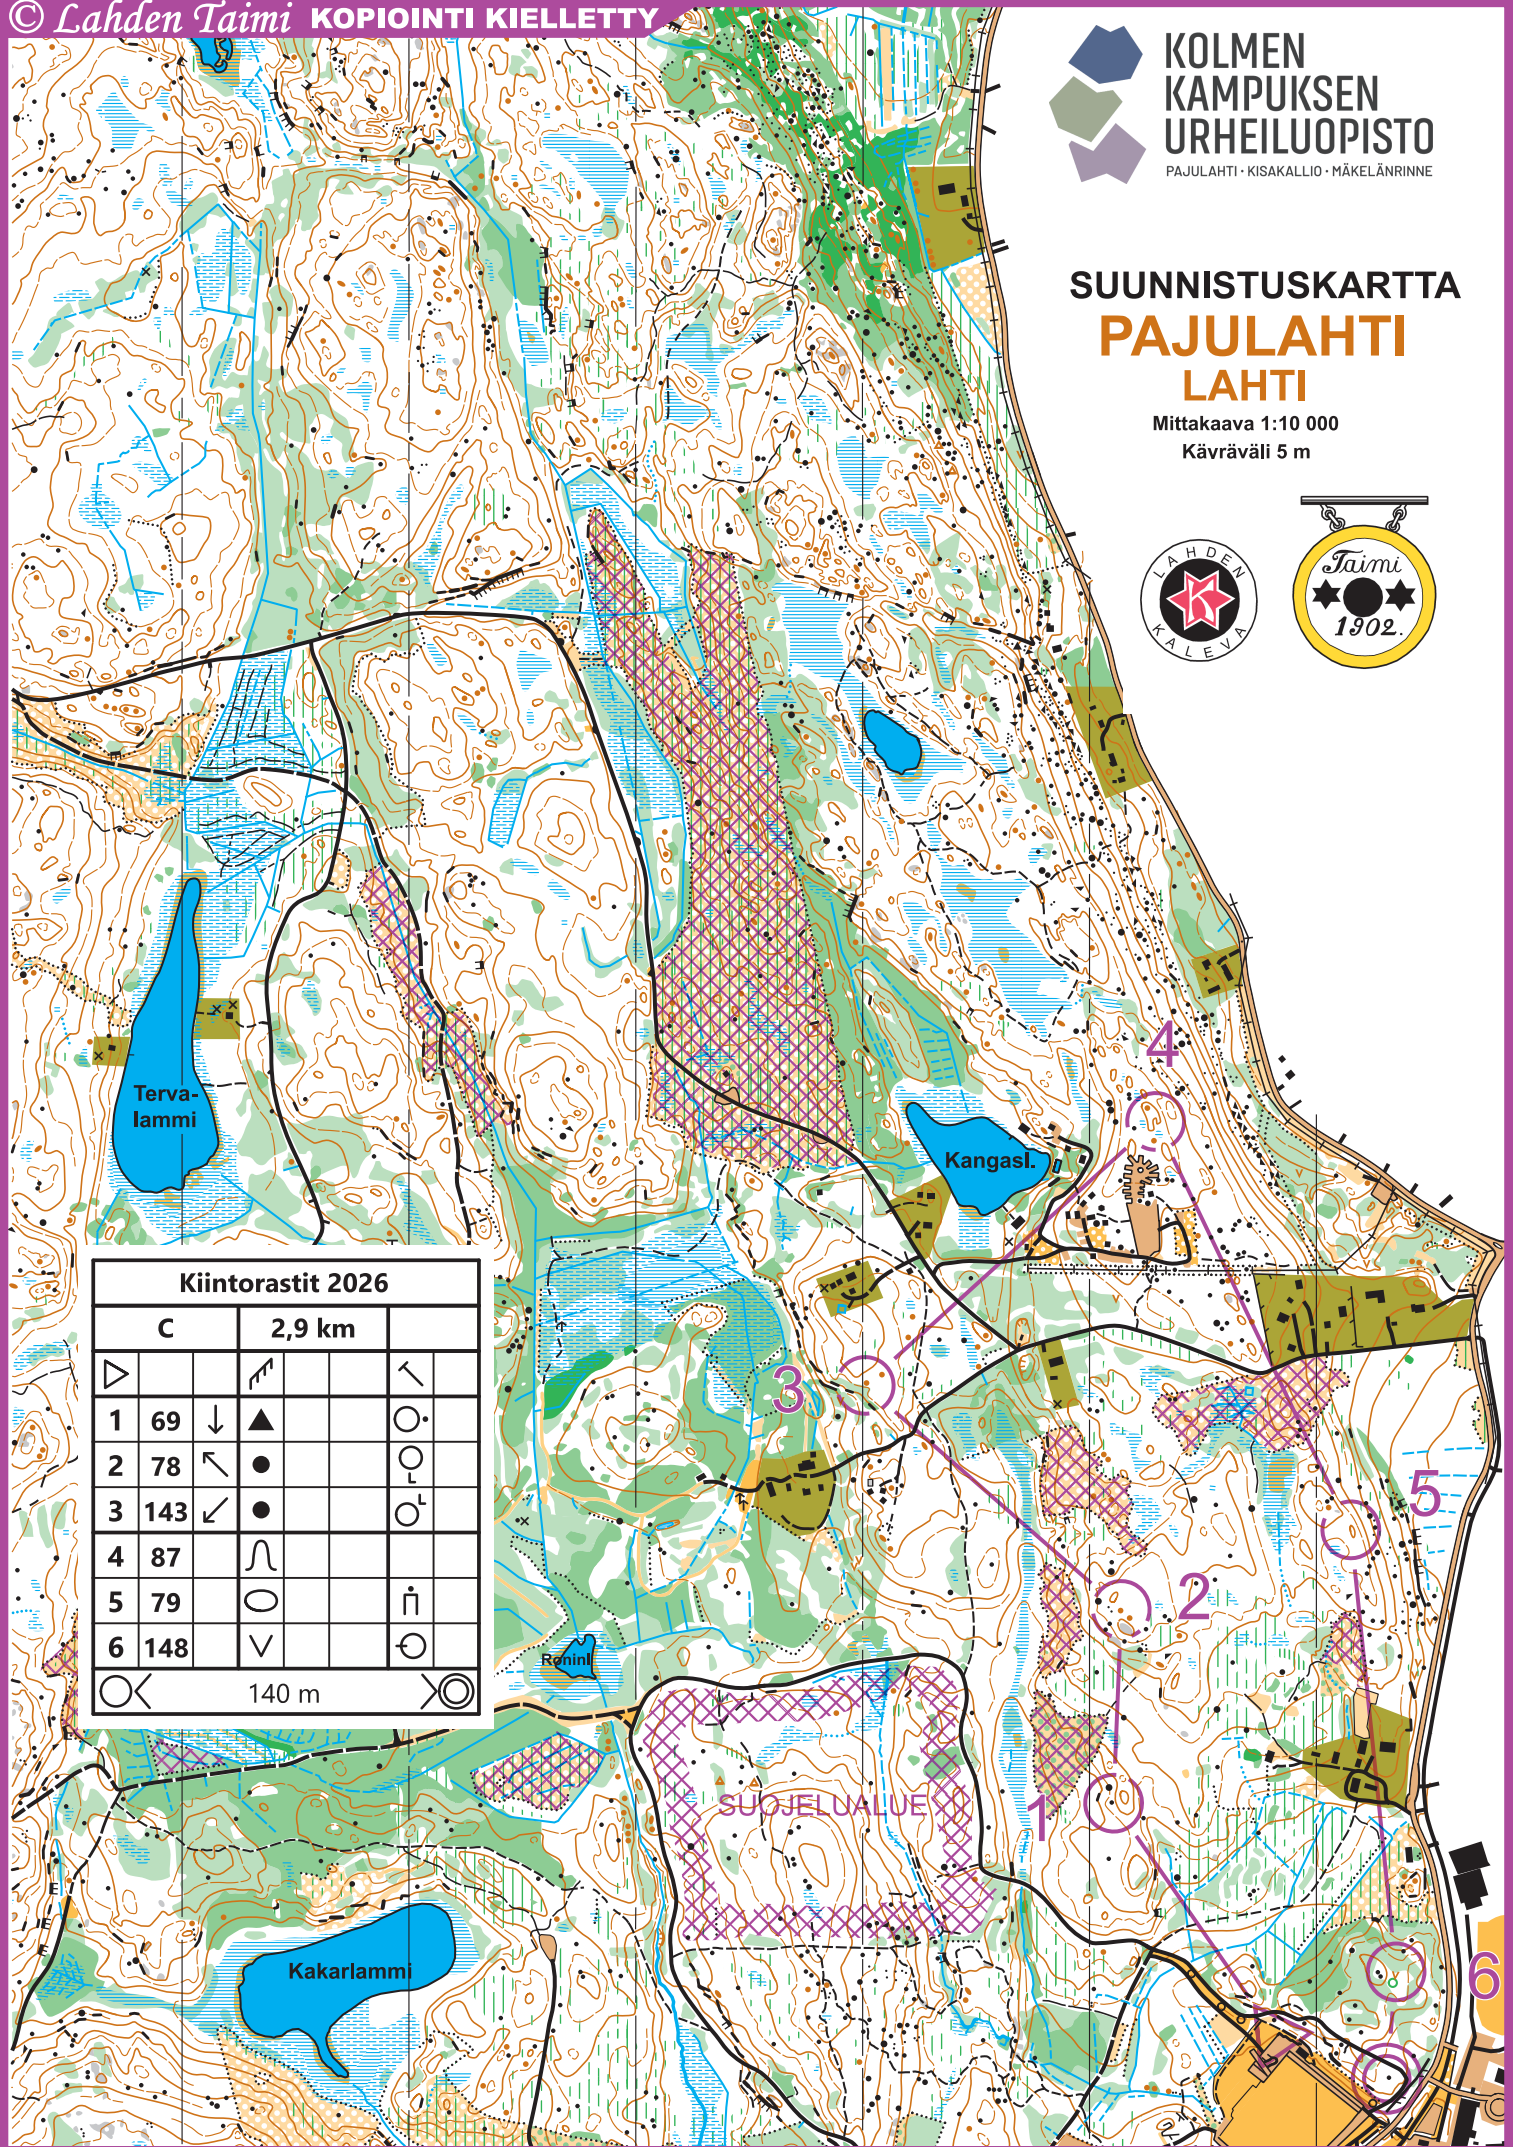 © Lahden Taimi KOPIOINTI KIELLETTY
KOLMEN
KAMPUKSEN
URHEILUOPISTO
PAJULAHTI · KISAKALLIO · MÄKELÄNRINNE
SUUNNISTUSKARTTA
PAJULAHTI
LAHTI
Mittakaava 1:10 000
Kävräväli 5 m
LAHDEN
K
KALEVA
Taimi
1902.
4
Terva-
lammi
Kangasl.
3
5
2
Kiintorastit 2026
C 2,9 km
1 69
2 78
3 143
4 87
5 79
6 148
140 m
Roninl
SUOJELUALUE
1
Kakarlammi
6